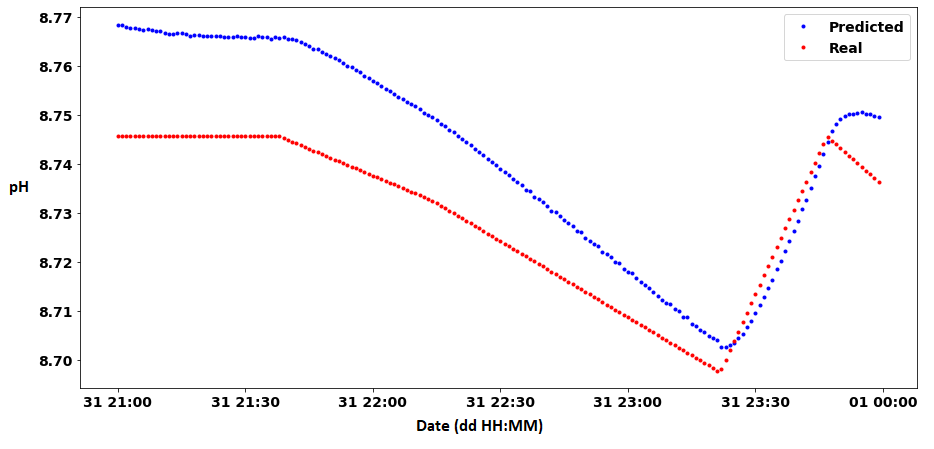 8.77
8.76
8.75
8.74
8.73
8.72
8.71
8.70
pH
Predicted
Real
31 21:00 31 21:30 31 22:00 31 22:30 31 23:00 31 23:30 01 00:00
Date (dd HH:MM)